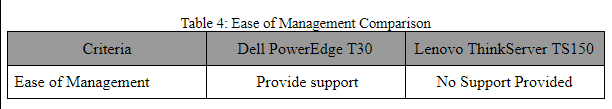 Table 4: Ease of Management Comparison
Criteria Dell PowerEdge T30 Lenovo ThinkServer TS150
Ease of Management Provide support No Support Provided